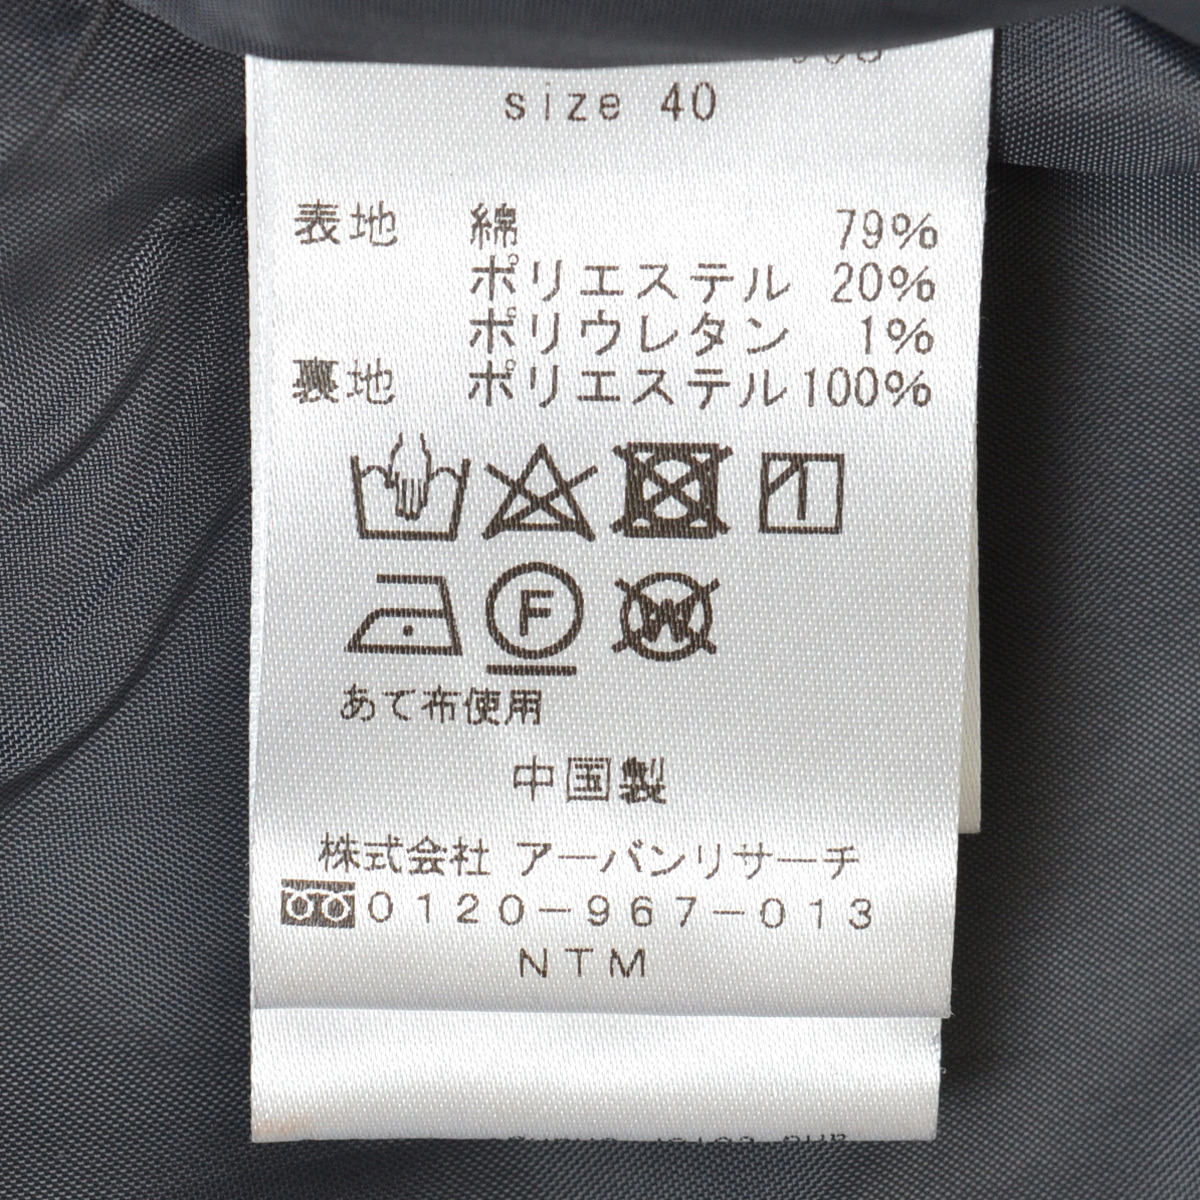 size 40
表地 綿 79%
ポリエステル 20%
ポリウレタン 1%
裏地 ポリエステル 100%
F
W
あて布使用
中国製
株式会社 アーバンリサーチ
0120-967-013
NTM